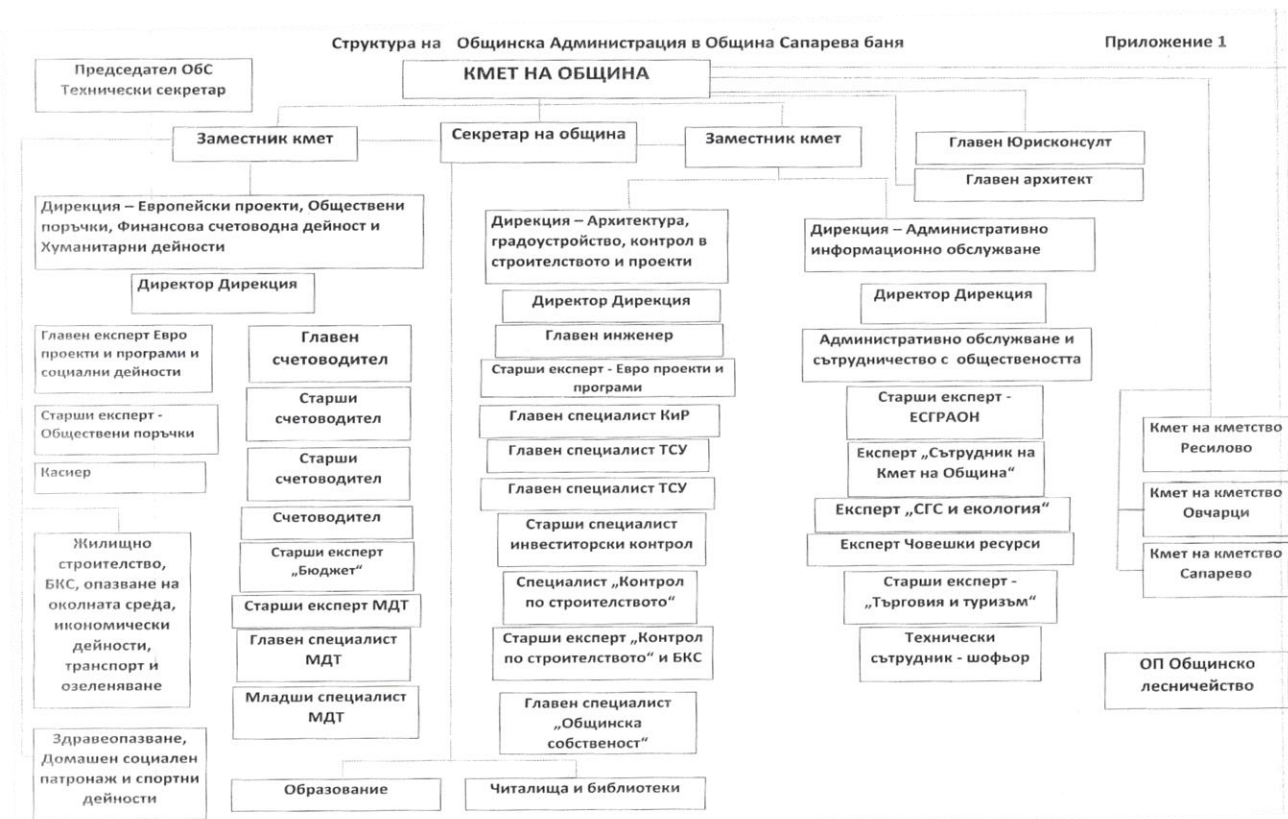 Структура на Общинска Администрация в Община Сапарева баня
Приложение 1
Председател ОбС
Технически секретар
КМЕТ НА ОБЩИНА
Заместник кмет
Секретар на община
Заместник кмет
Главен Юрисконсулт
Главен архитект
Дирекция – Европейски проекти, Обществени
поръчки, Финансова счетоводна дейност и
Хуманитарни дейности
Директор Дирекция
Главен експерт Евро
проекти и програми и
социални дейности
Старши експерт -
Обществени поръчки
Касиер
Жилищно
строителство,
БКС, опазване на
околната среда,
икономически
дейности,
транспорт и
озеленяване
Здравеопазване,
Домашен социален
патронаж и спортни
дейности
Главен
счетоводител
Старши
счетоводител
Старши
счетоводител
Счетоводител
Старши експерт
„Бюджет“
Старши експерт МДТ
Главен специалист
МДТ
Младши специалист
МДТ
Образование
Дирекция – Архитектура,
градоустройство, контрол в
строителството и проекти
Директор Дирекция
Главен инженер
Старши експерт - Евро проекти и
програми
Главен специалист КиР
Главен специалист ТСУ
Главен специалист ТСУ
Старши специалист
инвеститорски контрол
Специалист „Контрол
по строителството“
Старши експерт „Контрол
по строителството“ и БКС
Главен специалист
„Общинска
собственост“
Читалища и библиотеки
Дирекция – Административно
информационно обслужване
Директор Дирекция
Административно обслужване и
сътрудничество с обществеността
Старши експерт -
ЕСГРАОН
Експерт „Сътрудник на
Кмет на Община“
Експерт „СГС и екология“
Експерт Човешки ресурси
Старши експерт -
„Търговия и туризъм“
Технически
сътрудник - шофьор
Кмет на кметство
Ресилово
Кмет на кметство
Овчарци
Кмет на кметство
Сапарево
ОП Общинско
лесничейство